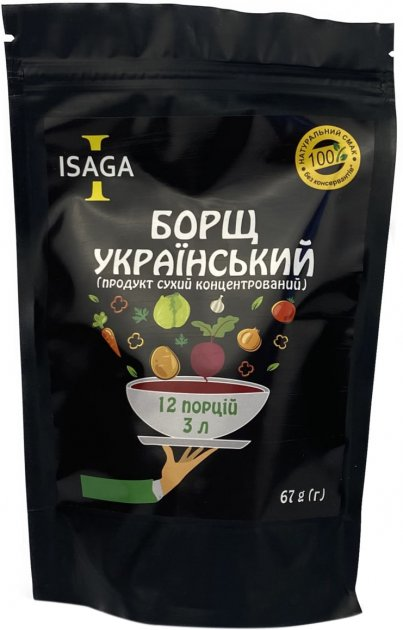 ISAGA
I
НАТУРАЛЬНИЙ СМАК
100%
без консервантів*
БОРЩ
УКРАЇНСЬКИЙ
(ПРОДУКТ СУХИЙ КОНЦЕНТРОВАНИЙ)
12 порцій
3 л
67 g (г)